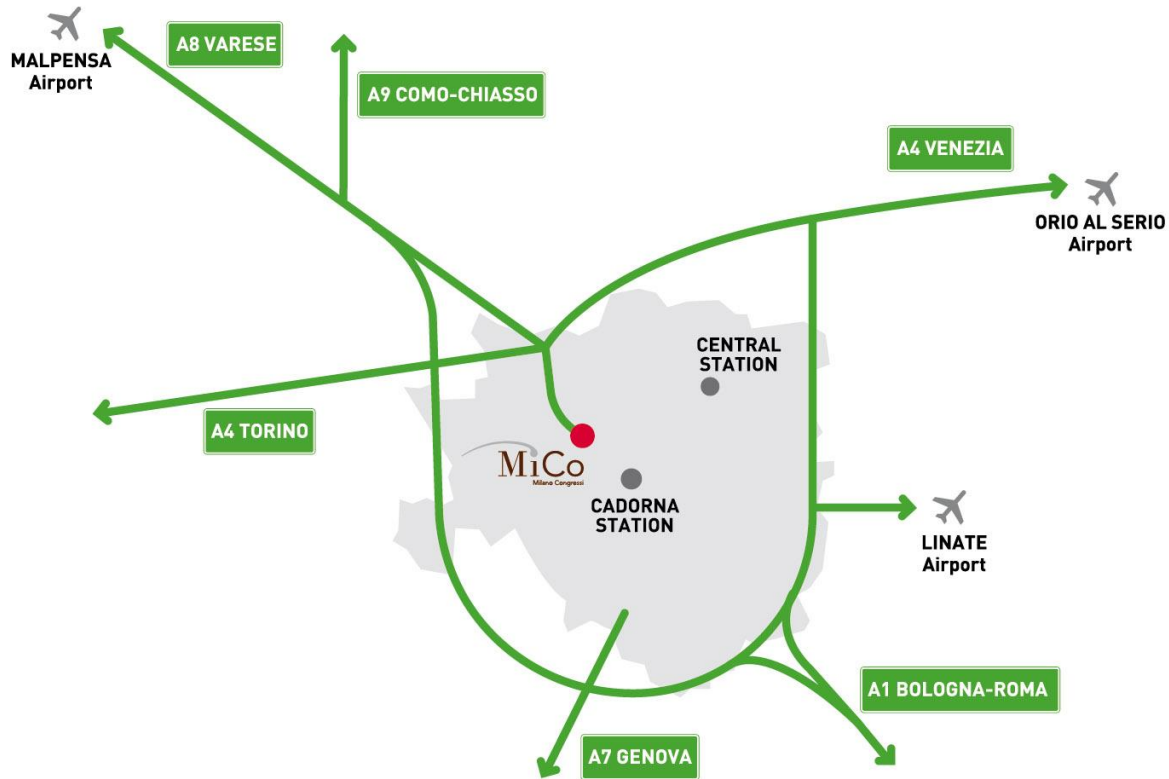 MALPENSA
Airport
A8 VARESE
A9 COMO-CHIASSO
A4 VENEZIA
ORIO AL SERIO
Airport
CENTRAL
STATION
A4 TORINO
MiCo
Milano Congressi
CADORNA
STATION
LINATE
Airport
A1 BOLOGNA-ROMA
A7 GENOVA